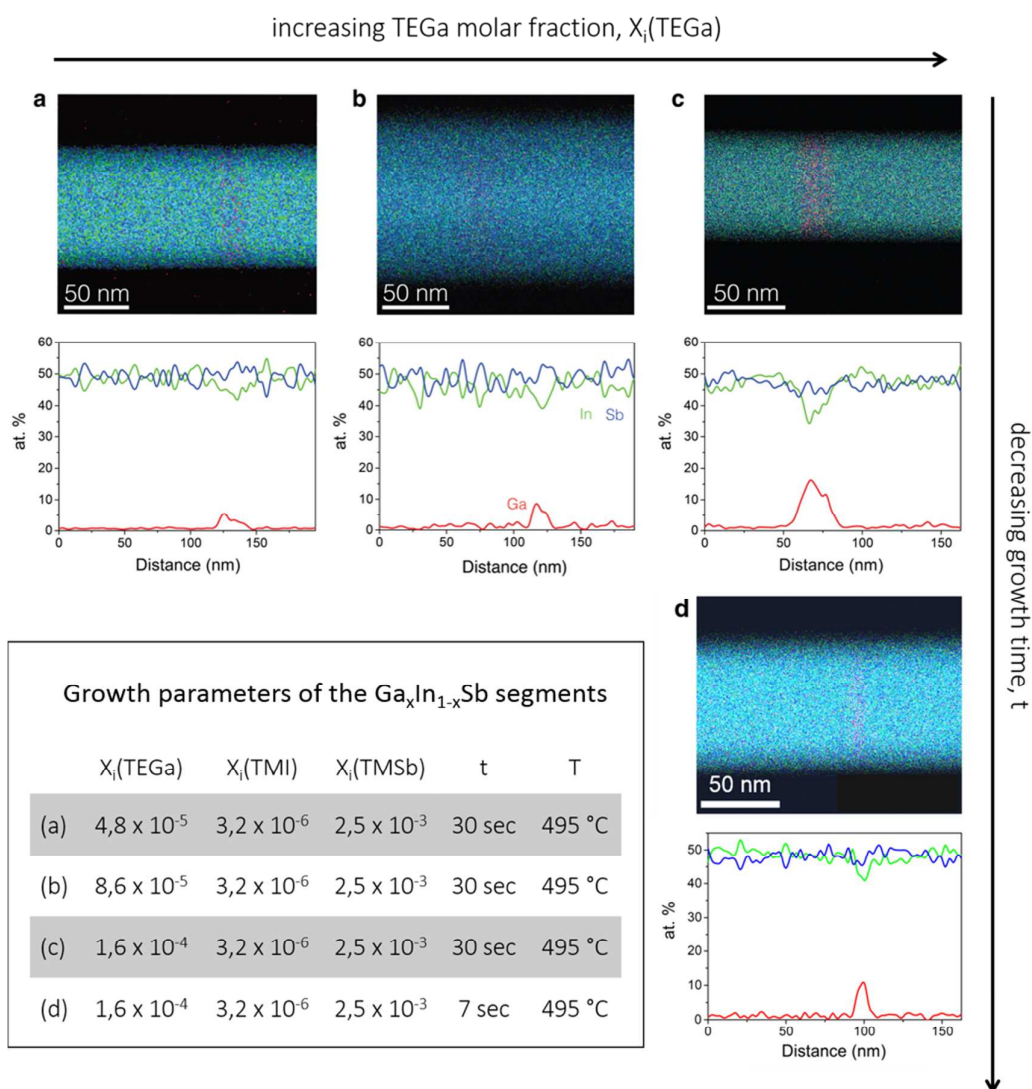 increasing TEGa molar fraction, Xᵢ(TEGa)
a
b
c
50 nm
50 nm
50 nm
60
50
40
30
20
10
0
at. %
0
50
100
150
Distance (nm)
60
50
40
30
20
10
0
at. %
In Sb
Ga
0
50
100
150
Distance (nm)
60
50
40
30
20
10
0
at. %
0
50
100
150
Distance (nm)
decreasing growth time, t
d
50 nm
50
40
30
20
10
0
at. %
0
50
100
150
Distance (nm)
Growth parameters of the GaₓIn₁₋ₓSb segments
Xᵢ(TEGa) Xᵢ(TMI) Xᵢ(TMSb) t T
(a) 4,8 x 10⁻⁵ 3,2 x 10⁻⁶ 2,5 x 10⁻³ 30 sec 495 °C
(b) 8,6 x 10⁻⁵ 3,2 x 10⁻⁶ 2,5 x 10⁻³ 30 sec 495 °C
(c) 1,6 x 10⁻⁴ 3,2 x 10⁻⁶ 2,5 x 10⁻³ 30 sec 495 °C
(d) 1,6 x 10⁻⁴ 3,2 x 10⁻⁶ 2,5 x 10⁻³ 7 sec 495 °C